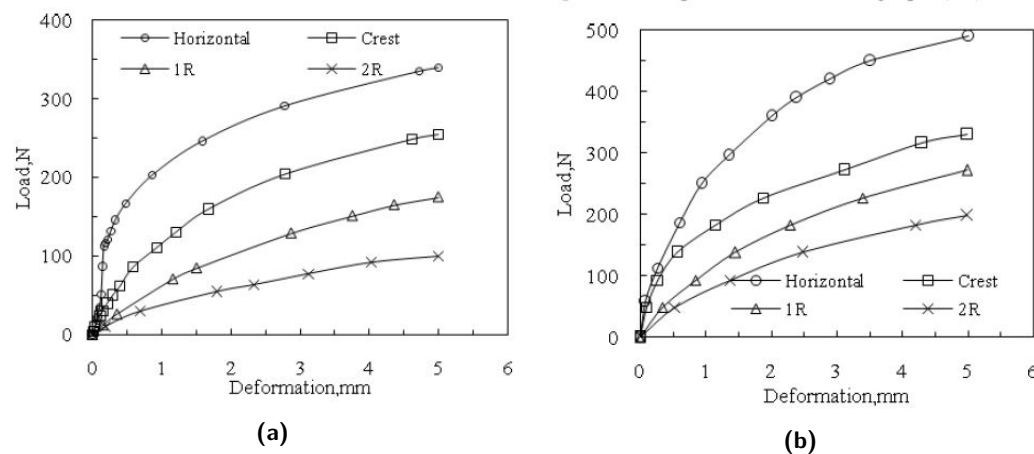 400
300
200
100
0
Load,N
Horizontal
Crest
1R
2R
0 1 2 3 4 5 6
Deformation,mm
(a)
500
400
300
200
100
0
Load,N
Horizontal
Crest
1R
2R
0 1 2 3 4 5 6
Deformation,mm
(b)